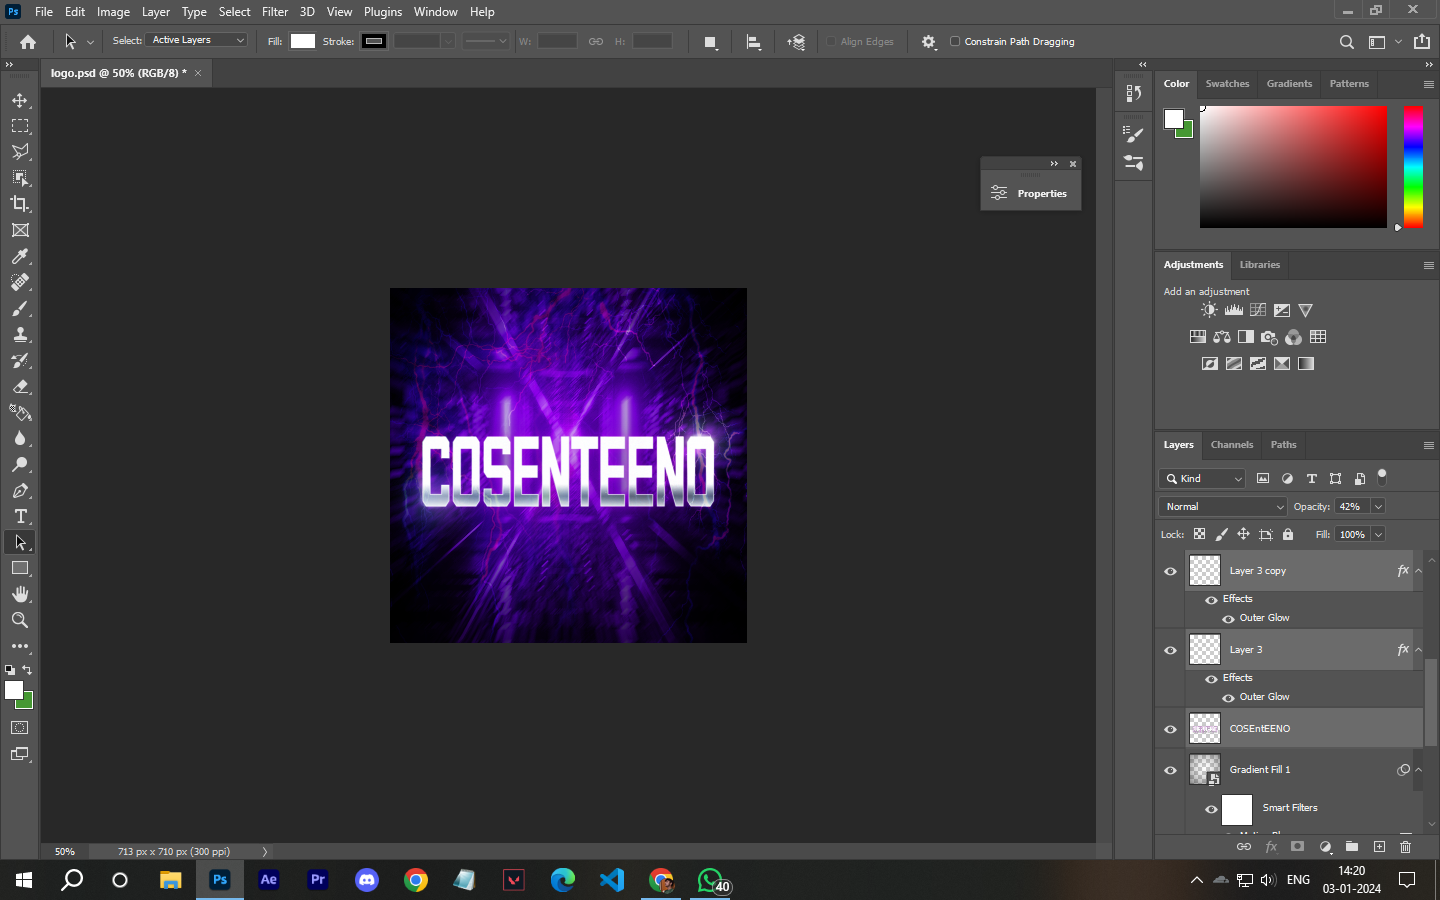 Ps File Edit Image Layer Type Select Filter 3D View Plugins Window Help
Select: Active Layers Fill: Stroke: W: H: Align Edges Constrain Path Dragging
logo.psd @ 50% (RGB/8) *
Color Swatches Gradients Patterns
Properties
Adjustments Libraries
Add an adjustment
COSENTEENO
Layers Channels Paths
Kind
Normal Opacity: 42%
Lock: Fill: 100%
Layer 3 copy fx
Effects
Outer Glow
Layer 3 fx
Effects
Outer Glow
COSEntEENO
Gradient Fill 1
Smart Filters
50% 713 px x 710 px (300 ppi)
fx
Ps Ae Pr 40 ENG 14:20
03-01-2024